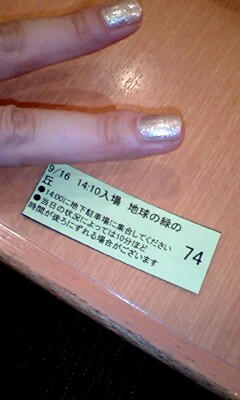 9/16 14:10入場 地球の緑の
丘
●14:00に地下駐車場に集合してください
●当日の状況によっては10分ほど
時間が後ろにずれる場合がございます
74